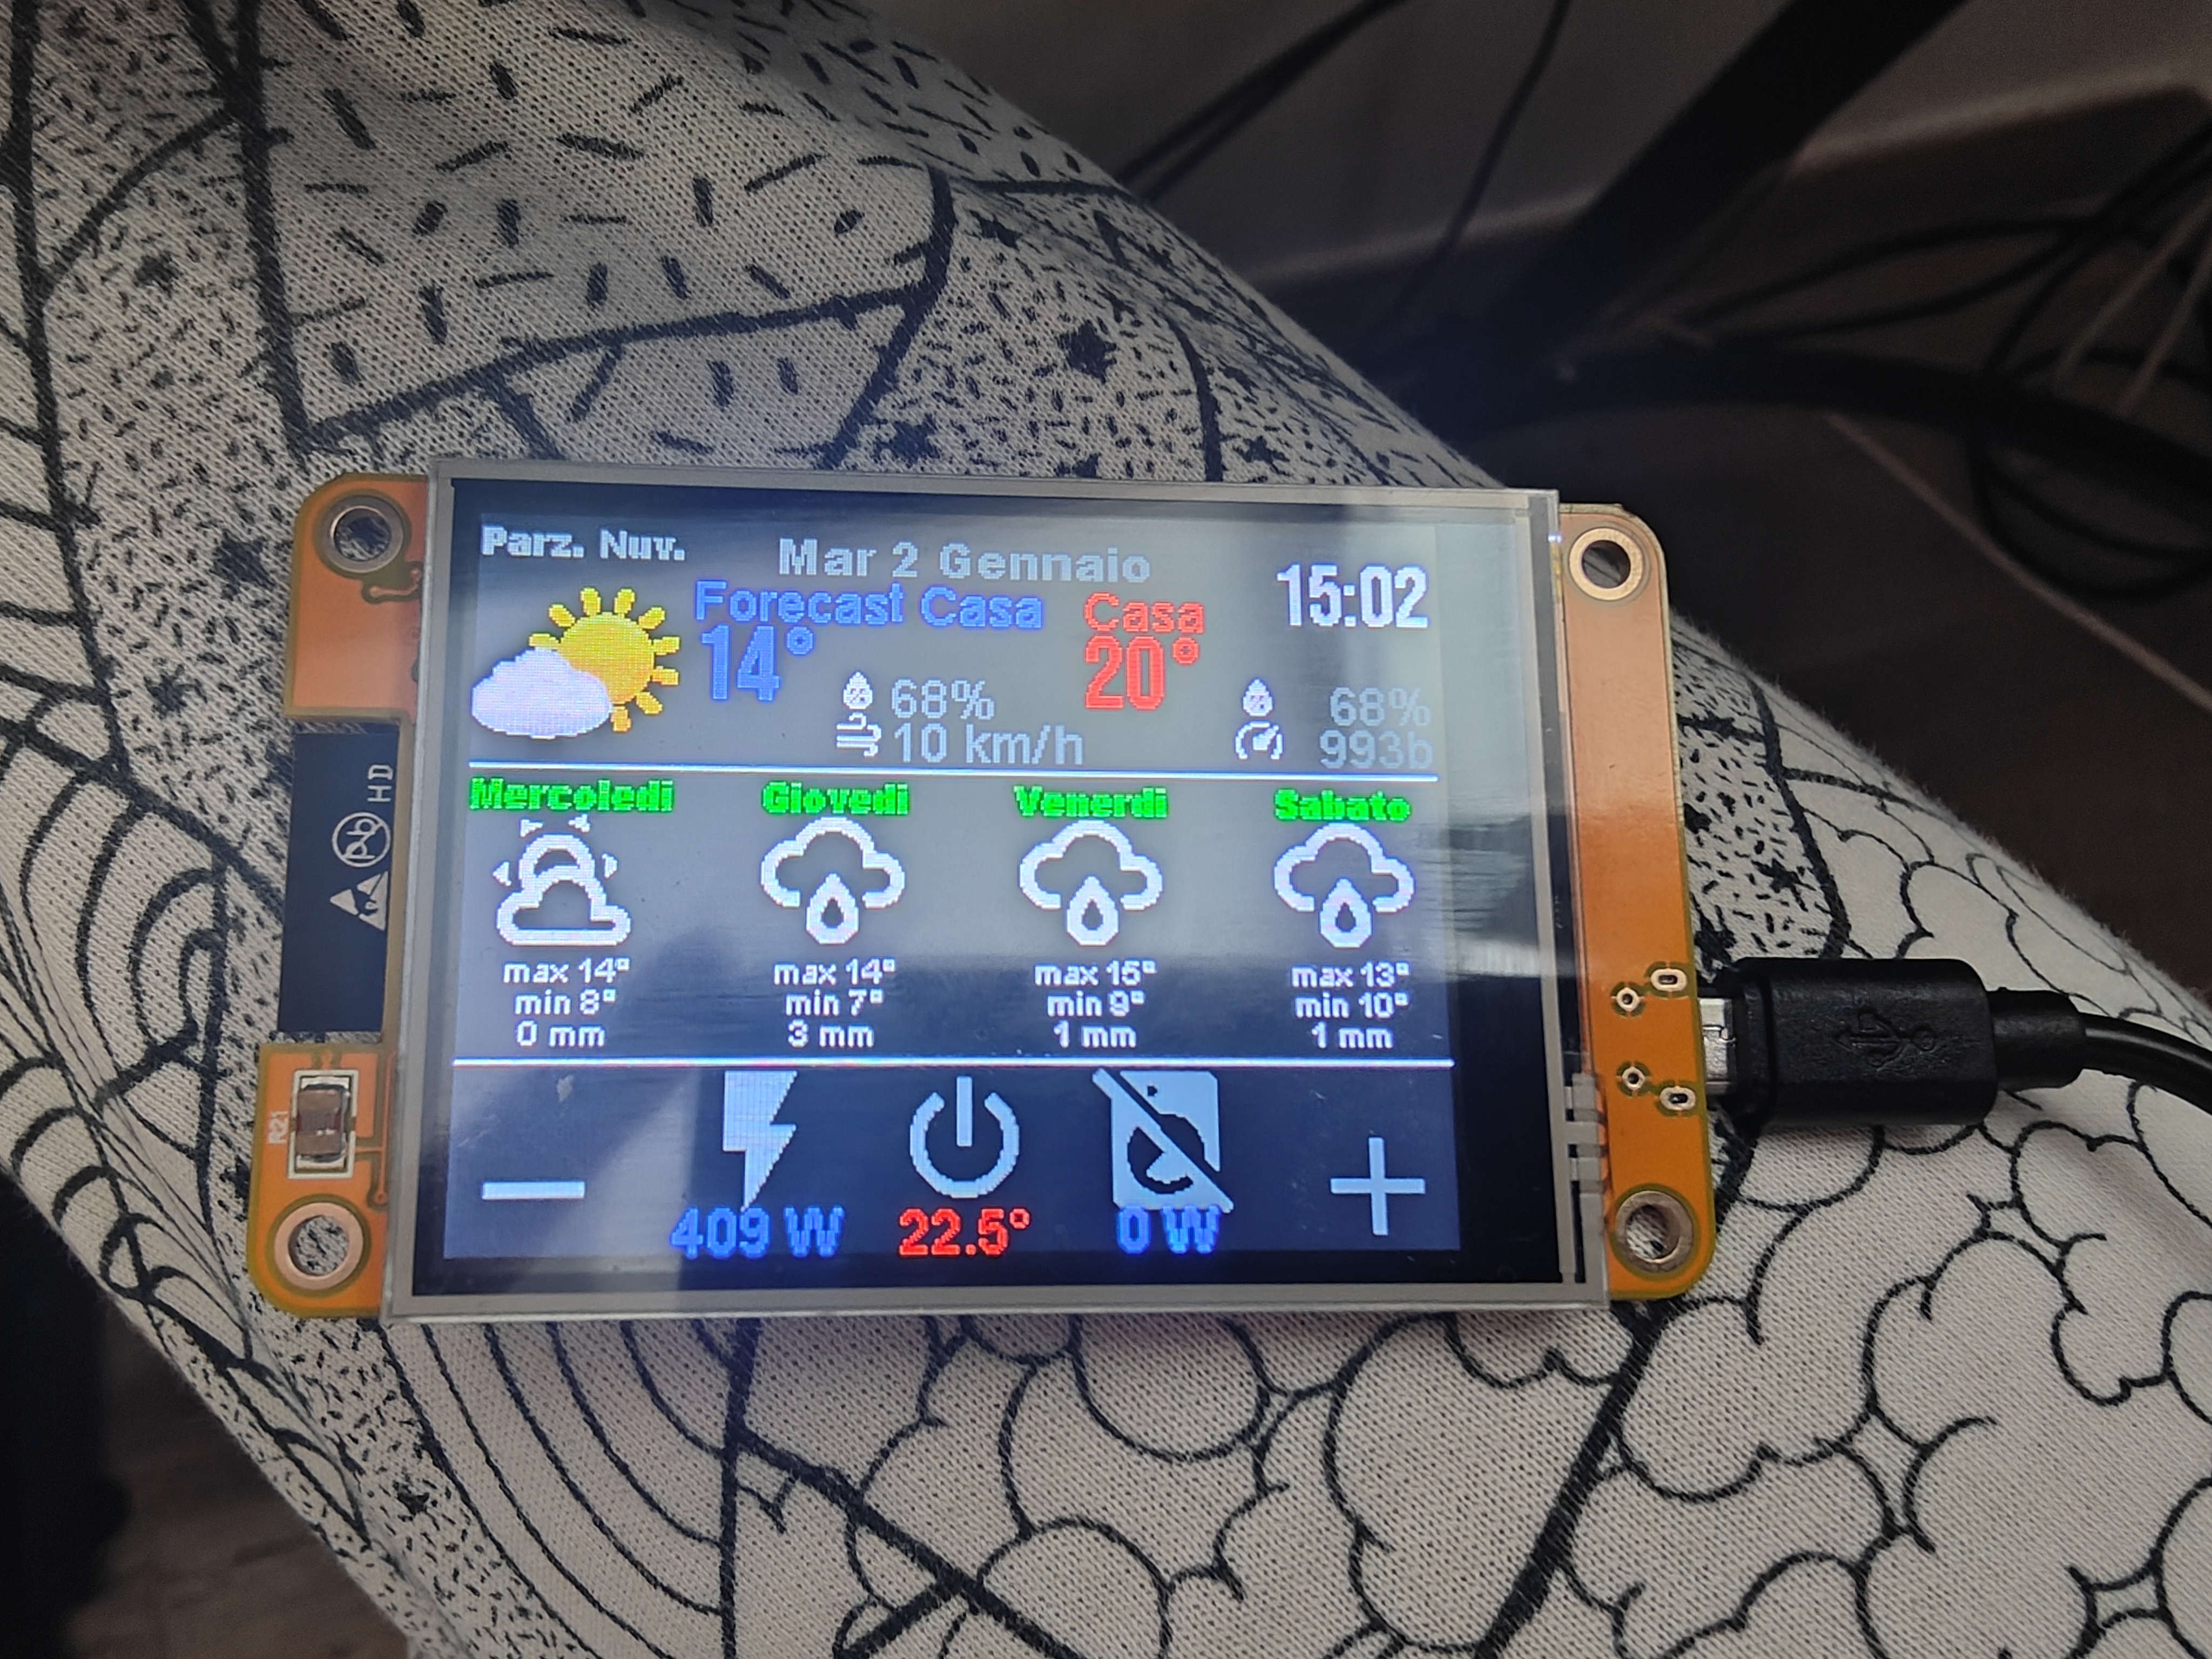 Parz. Nuv.
Mar 2 Gennaio
15:02
Forecast Casa
Casa
14°
20°
68%
68%
10 km/h
993b
Mercoledì
Giovedì
Venerdì
Sabato
max 14°
max 14°
max 15°
max 13°
min 8°
min 7°
min 9°
min 10°
0 mm
3 mm
1 mm
1 mm
409 W
22.5°
0 W
HD
Pb
R21